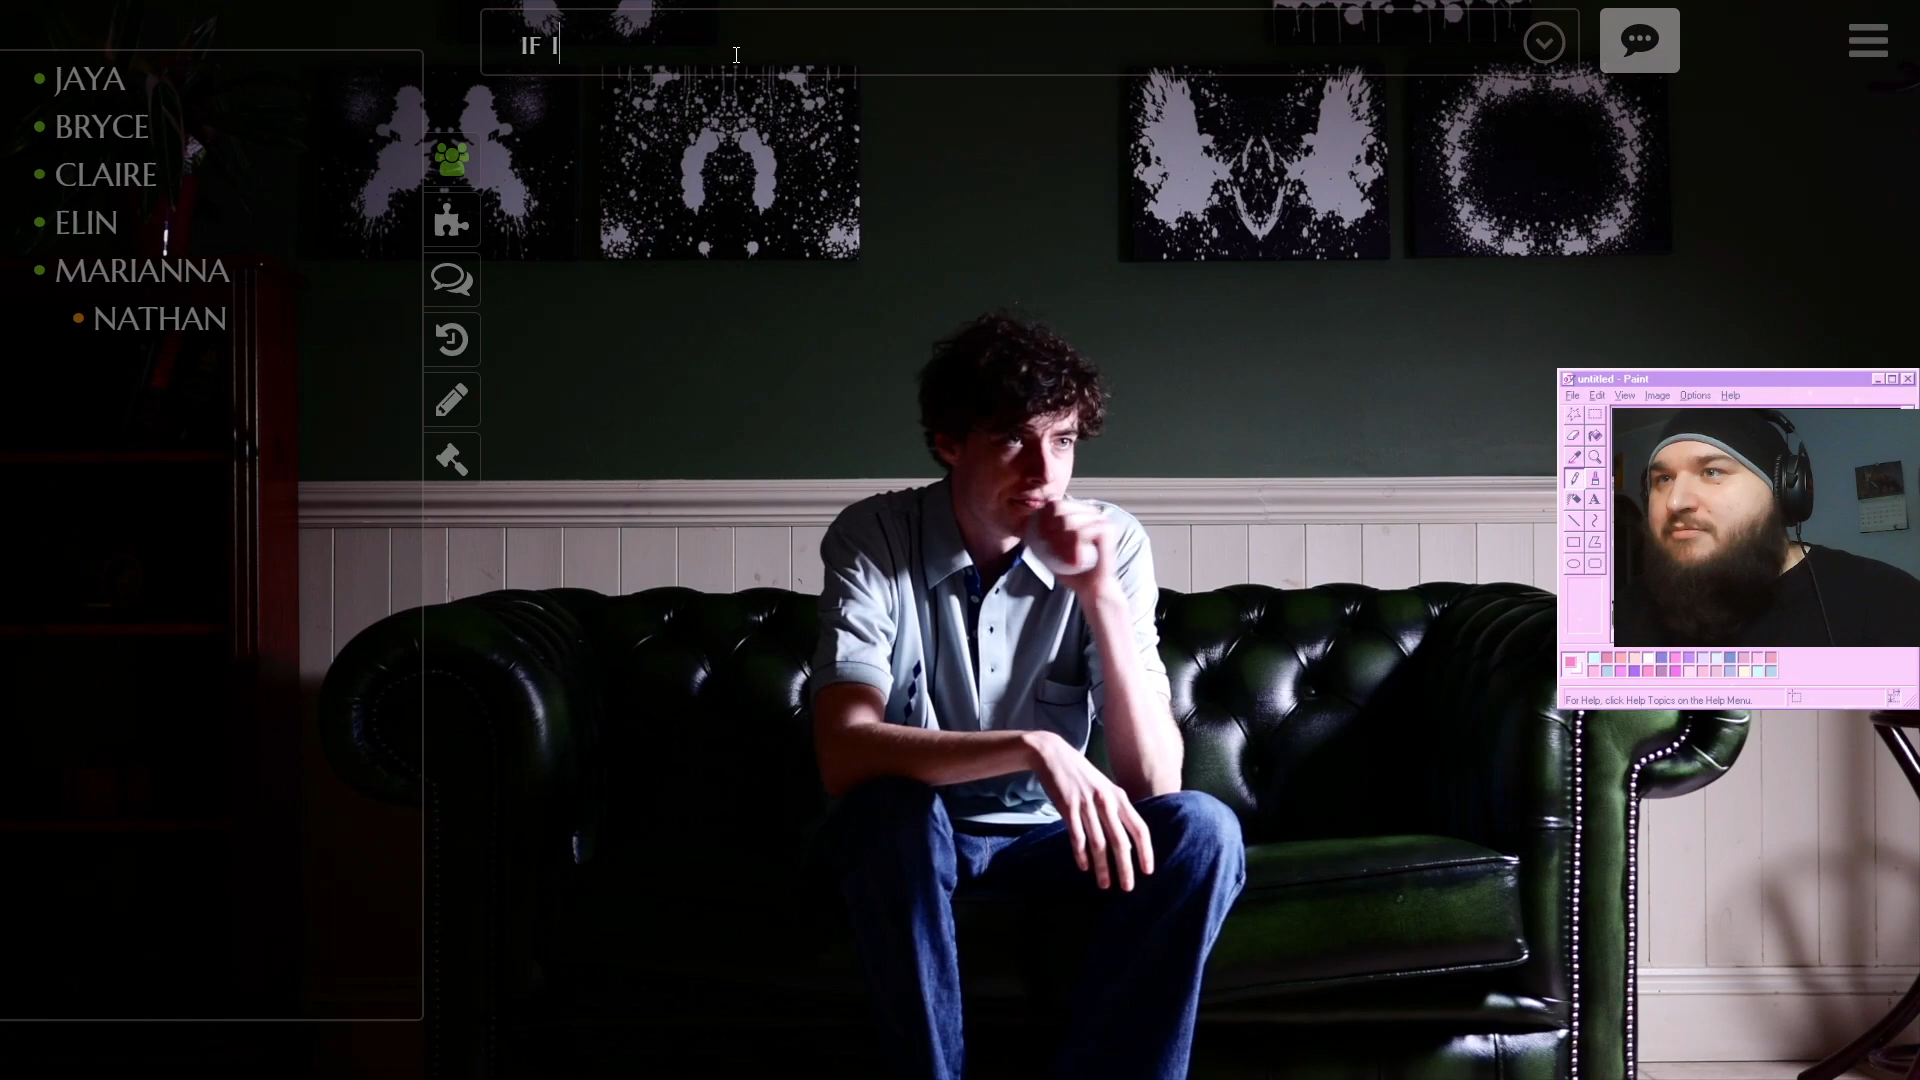 IF I
JAYA
BRYCE
CLAIRE
ELIN
MARIANNA
NATHAN
untitled - Paint
File Edit View Image Options Help
A
For Help, click Help Topics on the Help Menu.